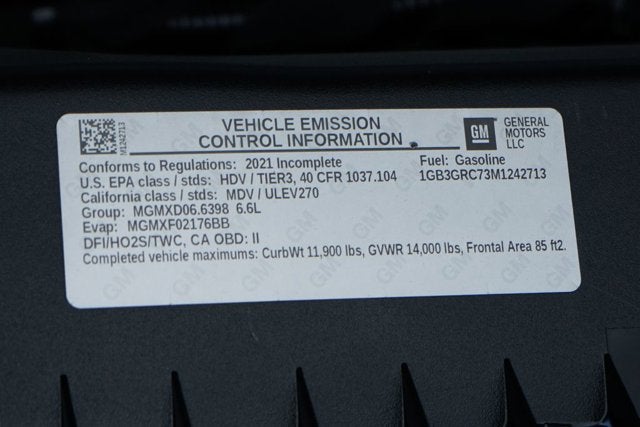 M1242713
VEHICLE EMISSION
CONTROL INFORMATION
GM
GENERAL
MOTORS
LLC
Conforms to Regulations: 2021 Incomplete
Fuel: Gasoline
U.S. EPA class / stds: HDV / TIER3, 40 CFR 1037.104
1GB3GRC73M1242713
California class / stds: MDV / ULEV270
Group: MGMXD06.6398 6.6L
Evap: MGMXF02176BB
DFI/HO2S/TWC, CA OBD: II
Completed vehicle maximums: CurbWt 11,900 lbs, GVWR 14,000 lbs, Frontal Area 85 ft2.